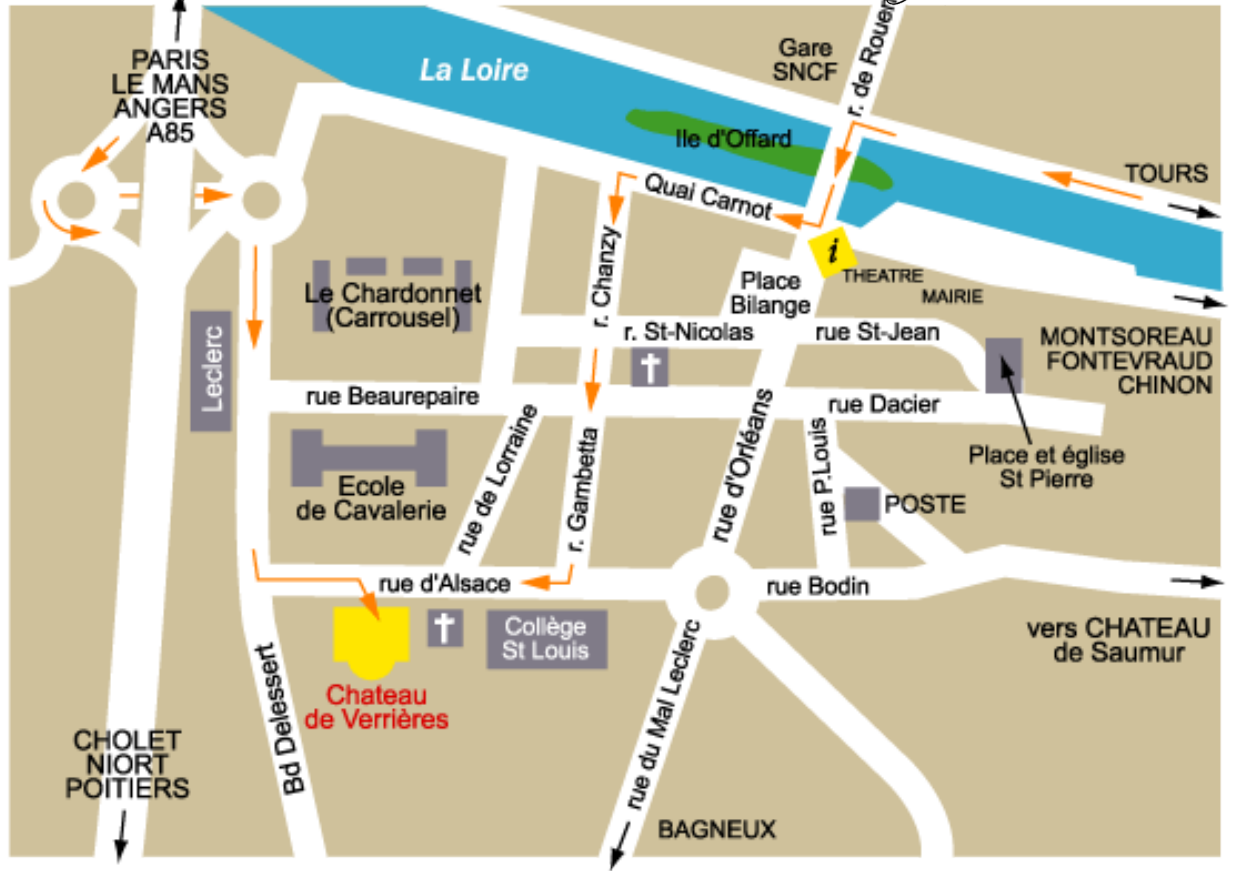 PARIS
LE MANS
ANGERS
A85
La Loire
Gare
SNCF
r. de Rouen
Ile d'Offard
TOURS
Quai Carnot
i
THEATRE
MAIRIE
Place
Bilange
r. Chanzy
Le Chardonnet
(Carrousel)
r. St-Nicolas
rue St-Jean
MONTSOREAU
FONTEVRAUD
CHINON
Leclerc
rue Beaurepaire
rue Dacier
rue de Lorraine
r. Gambetta
rue d'Orléans
rue P.Louis
Place et église
St Pierre
Ecole
de Cavalerie
POSTE
rue d'Alsace
rue Bodin
Collège
St Louis
vers CHATEAU
de Saumur
Chateau
de Verrières
Bd Delessert
rue du Mal Leclerc
CHOLET
NIORT
POITIERS
BAGNEUX